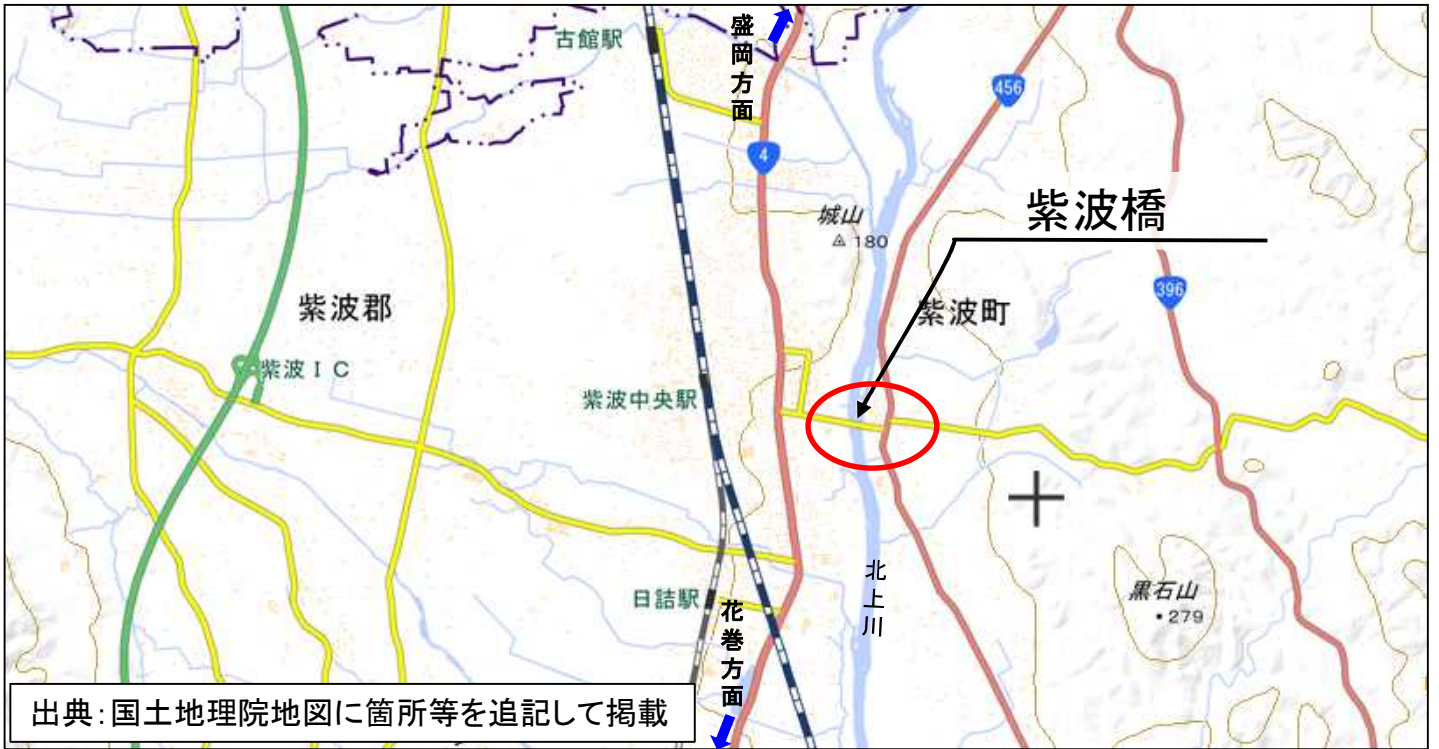 古館駅
盛岡方面
456
4
城山
180
紫波橋
396
紫波郡
紫波町
紫波IC
紫波中央駅
北上川
日詰駅
花巻方面
黒石山
・279
出典:国土地理院地図に箇所等を追記して掲載